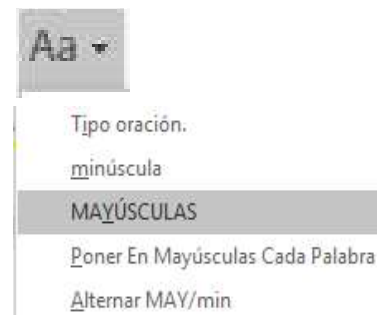 Aa
Tipo oración.
minúscula
MAYÚSCULAS
Poner En Mayúsculas Cada Palabra
Alternar MAY/min